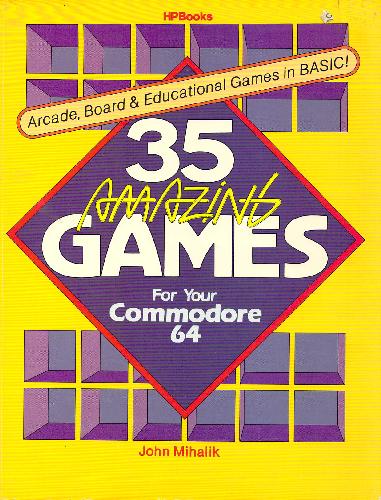 HPBooks
Arcade, Board & Educational Games in BASIC!
35
AMAZING
GAMES
For Your
Commodore
64
John Mihalik